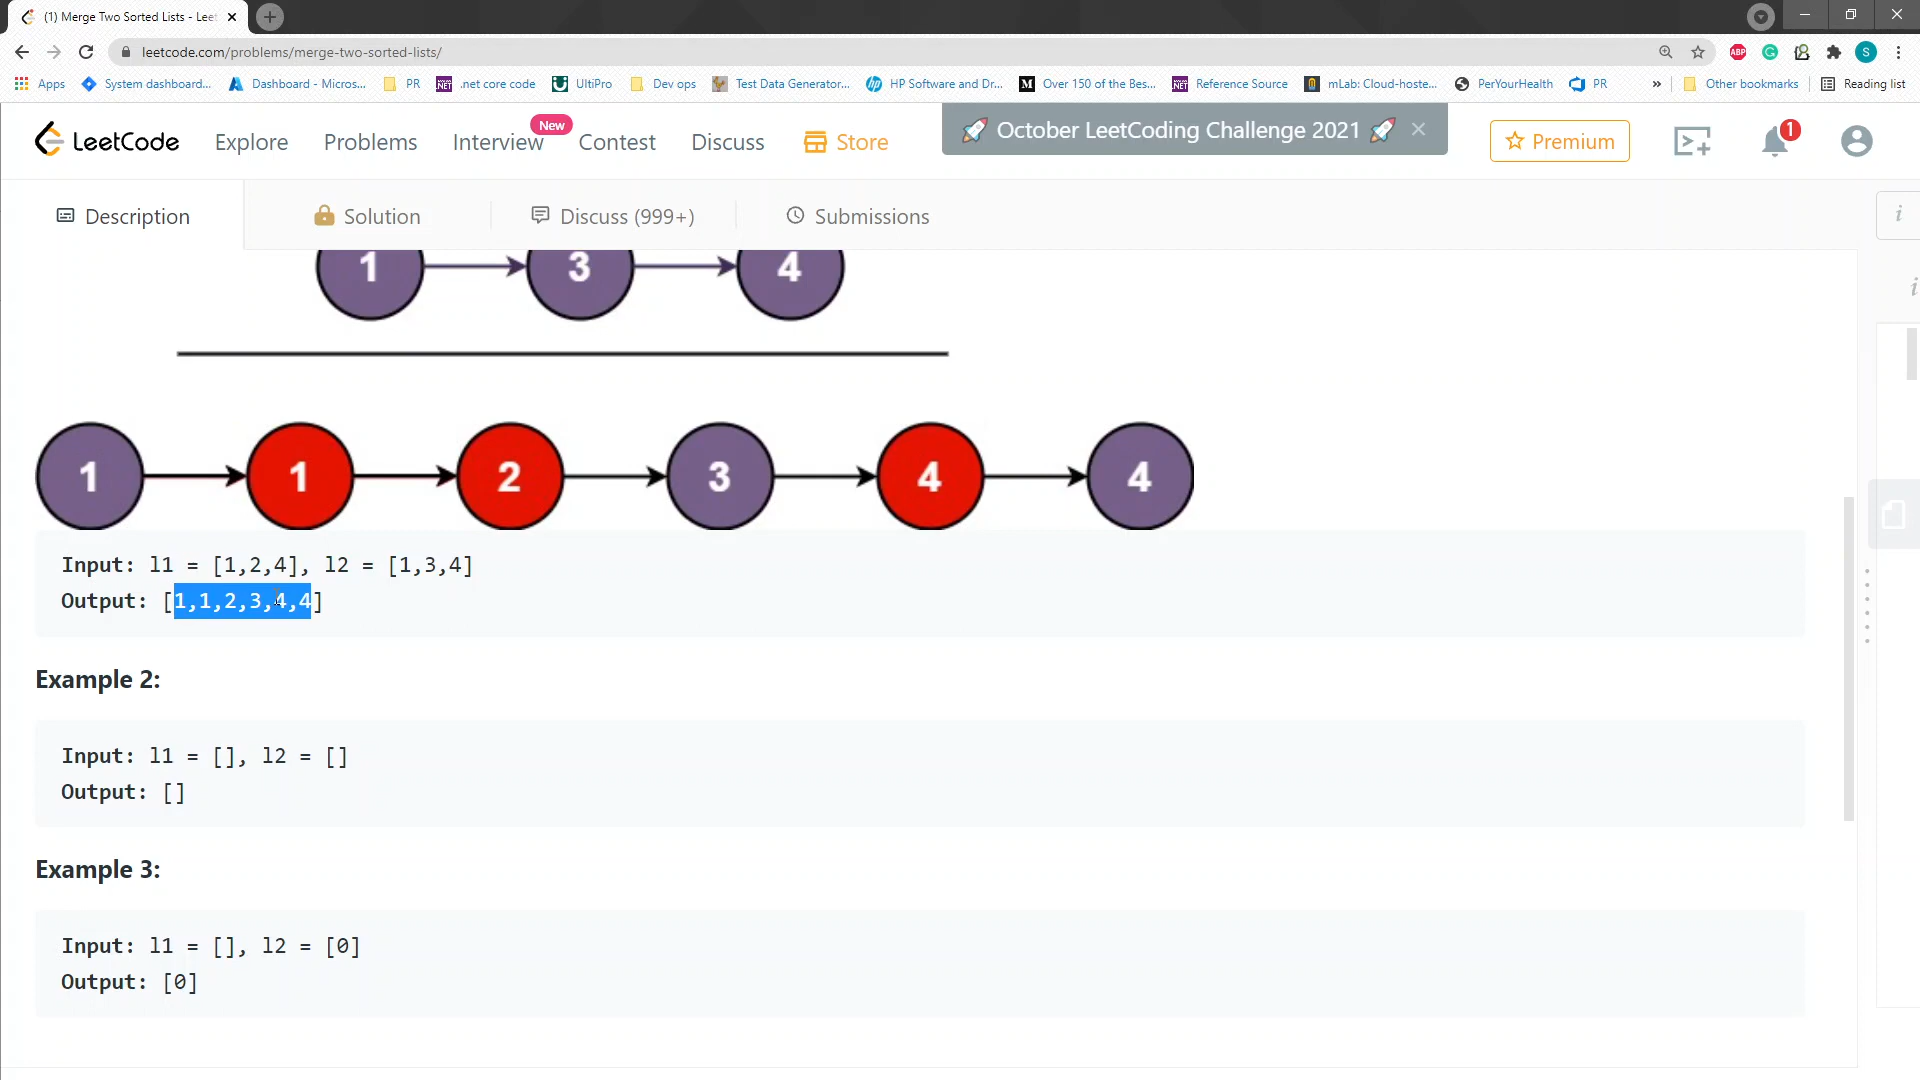 (1) Merge Two Sorted Lists - Leet
leetcode.com/problems/merge-two-sorted-lists/
ABP
S
Apps System dashboard... Dashboard - Micros... PR .net core code UltiPro Dev ops Test Data Generator... HP Software and Dr... Over 150 of the Bes... Reference Source mLab: Cloud-hoste... PerYourHealth PR » Other bookmarks Reading list
LeetCode Explore Problems Interview New Contest Discuss Store
October LeetCoding Challenge 2021
Premium
1
Description Solution Discuss (999+) Submissions
i
i
1 3 4
1 1 2 3 4 4
Input: l1 = [1,2,4], l2 = [1,3,4]
Output: [1,1,2,3,4,4]
Example 2:
Input: l1 = [], l2 = []
Output: []
Example 3:
Input: l1 = [], l2 = [0]
Output: [0]